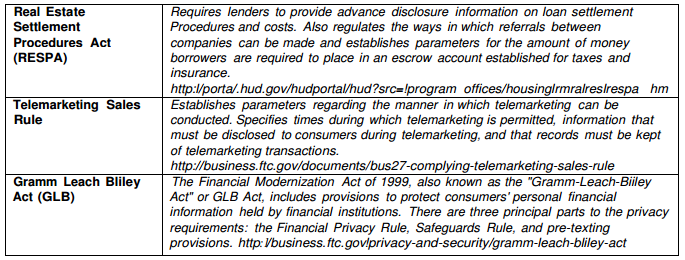 Real Estate
Settlement
Procedures Act
(RESPA)
Requires lenders to provide advance disclosure information on loan settlement
Procedures and costs. Also regulates the ways in which referrals between
companies can be made and establishes parameters for the amount of money
borrowers are required to place in an escrow account established for taxes and
insurance.
http:l/porta/.hud.gov/hudportal/hud?src=!program offices/housinglrmralreslrespa hm
Telemarketing Sales
Rule
Establishes parameters regarding the manner in which telemarketing can be
conducted. Specifies times during which telemarketing is permitted, information that
must be disclosed to consumers during telemarketing, and that records must be kept
of telemarketing transactions.
http://business.ftc.gov/documents/bus27-complying-telemarketing-sales-rule
Gramm Leach Bliley
Act (GLB)
The Financial Modernization Act of 1999, also known as the "Gramm-Leach-Biiley
Act" or GLB Act, includes provisions to protect consumers' personal financial
information held by financial institutions. There are three principal parts to the privacy
requirements: the Financial Privacy Rule, Safeguards Rule, and pre-texting
provisions. http:l/business.ftc.govlprivacy-and-security/gramm-leach-bliley-act